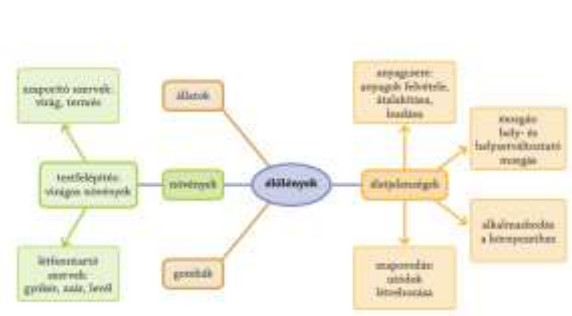 szaporító szervek:
virág, termés
testfelépítés:
virágos növények
létfenntartó
szervek:
gyökér, szár, levél
állatok
növények
gombák
élőlények
életjelenségek
anyagcsere:
anyagok felvétele,
átalakítása,
leadása
mozgás:
hely- és
helyzetváltoztató
mozgás
alkalmazkodás
a környezethez
szaporodás:
utódok
létrehozása